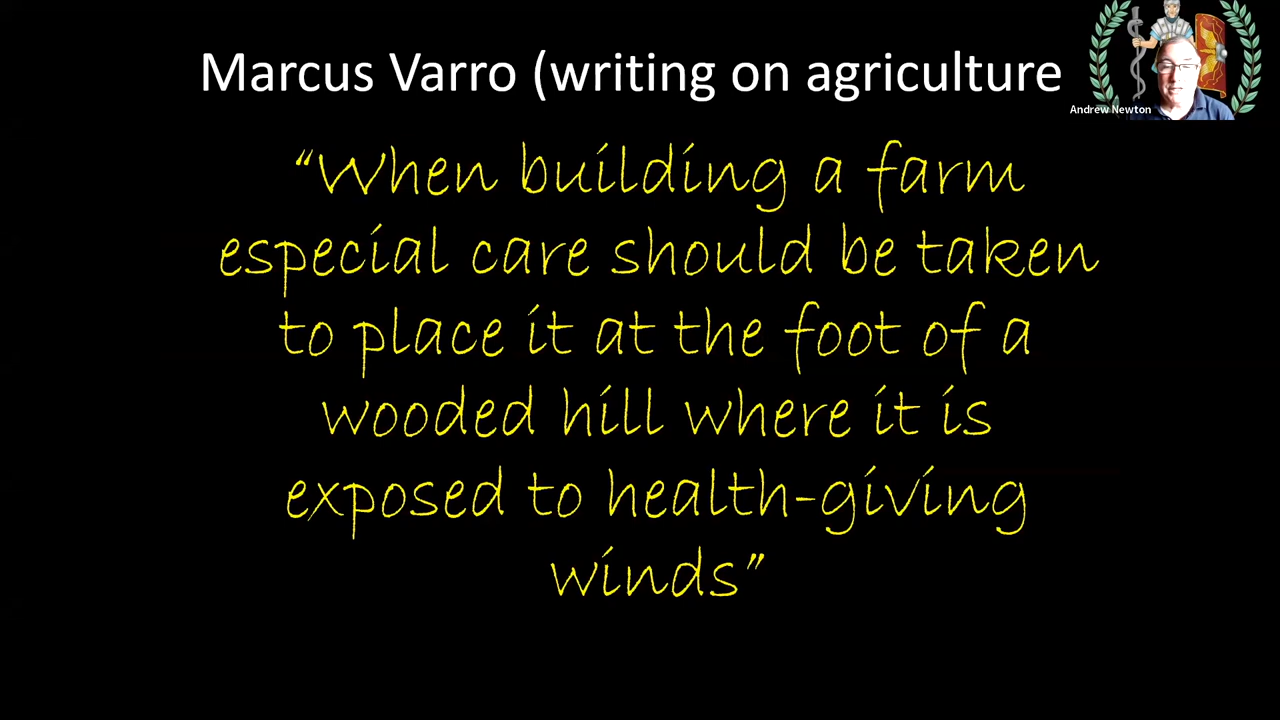 Marcus Varro (writing on agriculture
Andrew Newton
“When building a farm
especial care should be taken
to place it at the foot of a
wooded hill where it is
exposed to health-giving
winds”